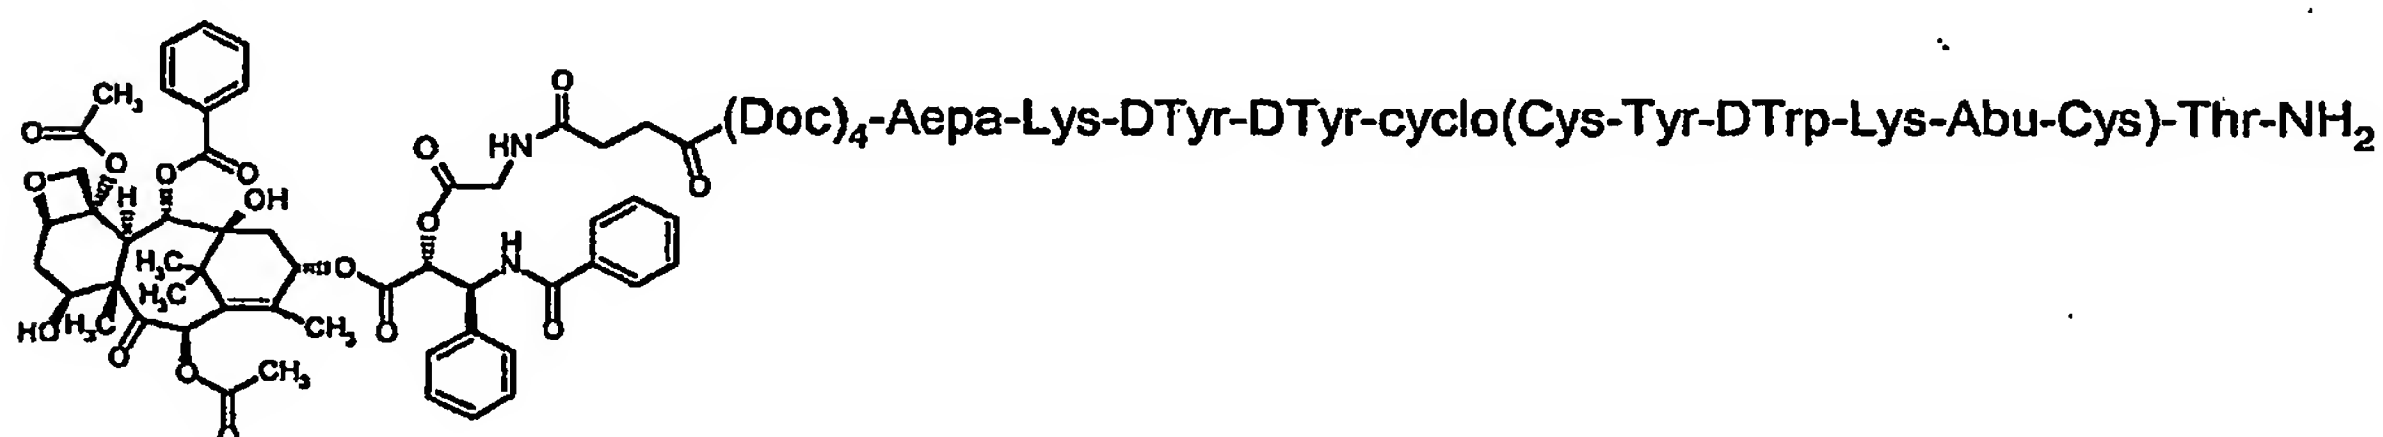 (Doc)4-Aepa-Lys-DTyr-DTyr-cyclo(Cys-Tyr-DTrp-Lys-Abu-Cys)-Thr-NH2
O
CH3
O
HN
O
O
O
O
O
H
O
O
OH
O
H
N
H3C
H3C
O
O
O
HO
H3C
CH3
O
O
CH3
O